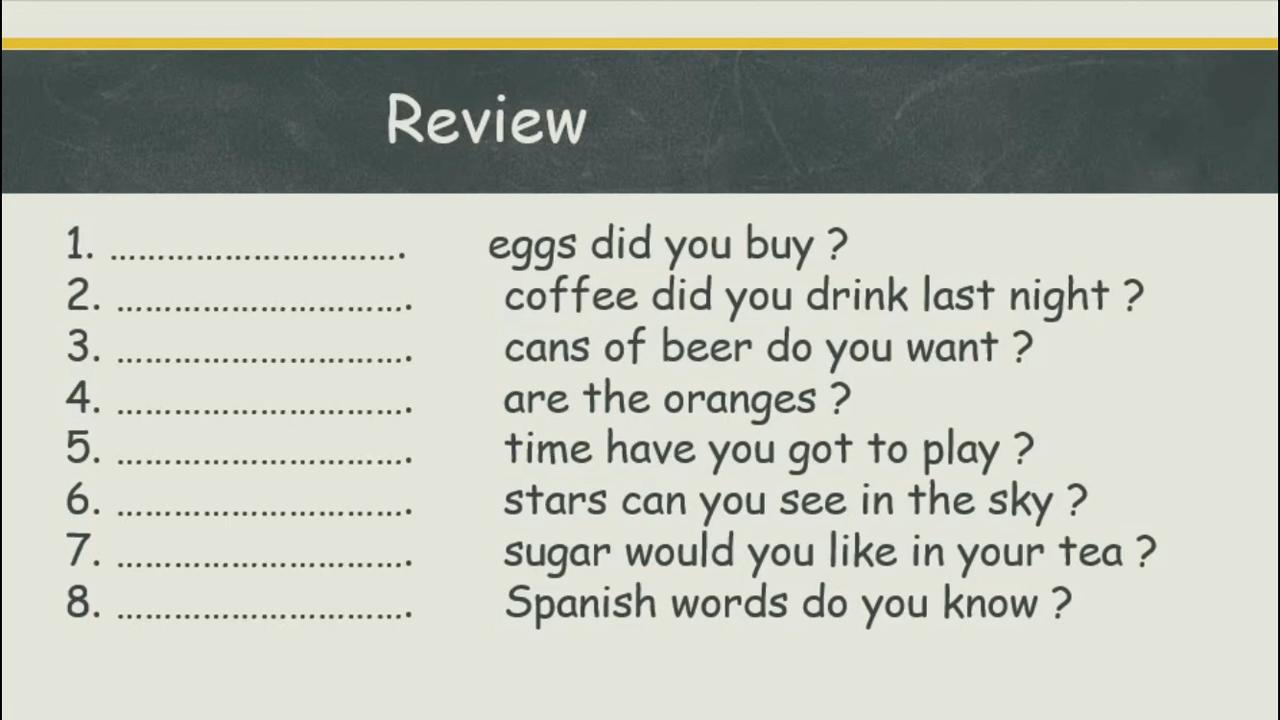 Review
1. ................................ eggs did you buy ?
2. ................................ coffee did you drink last night ?
3. ................................ cans of beer do you want ?
4. ................................ are the oranges ?
5. ................................ time have you got to play ?
6. ................................ stars can you see in the sky ?
7. ................................ sugar would you like in your tea ?
8. ................................ Spanish words do you know ?